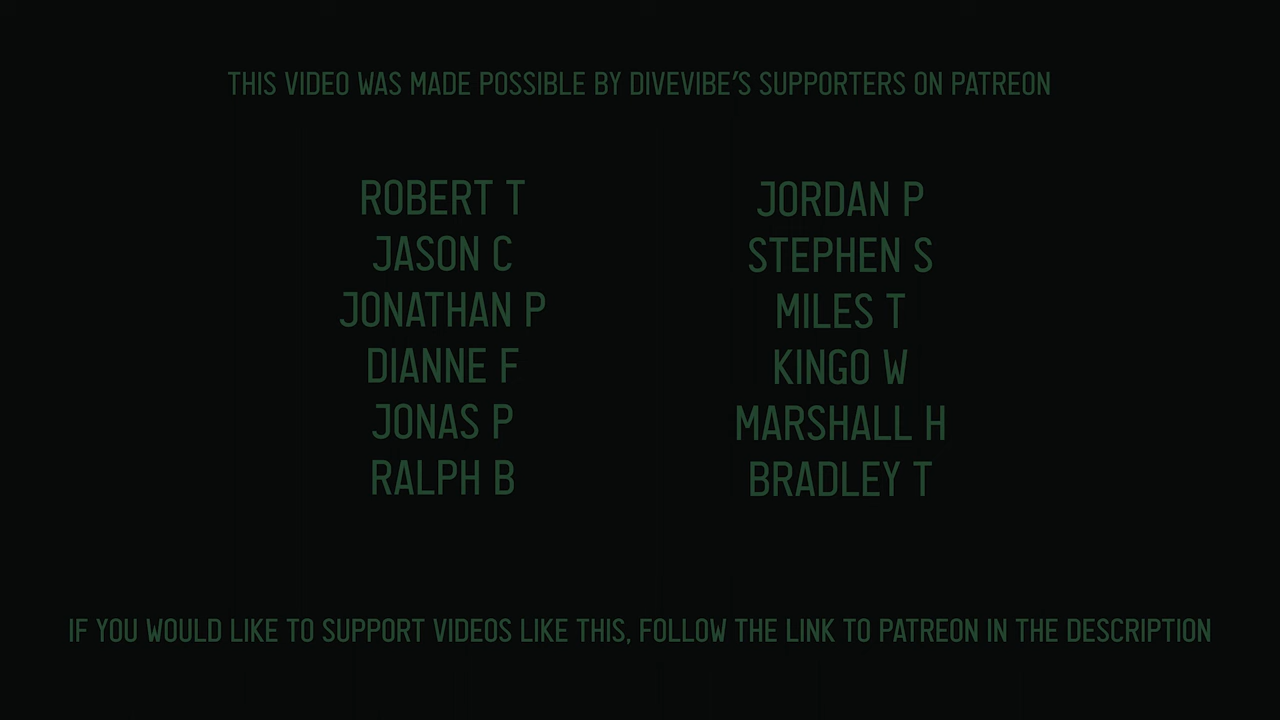 THIS VIDEO WAS MADE POSSIBLE BY DIVEVIBE'S SUPPORTERS ON PATREON
ROBERT T
JASON C
JONATHAN P
DIANNE F
JONAS P
RALPH B
JORDAN P
STEPHEN S
MILES T
KINGO W
MARSHALL H
BRADLEY T
IF YOU WOULD LIKE TO SUPPORT VIDEOS LIKE THIS, FOLLOW THE LINK TO PATREON IN THE DESCRIPTION